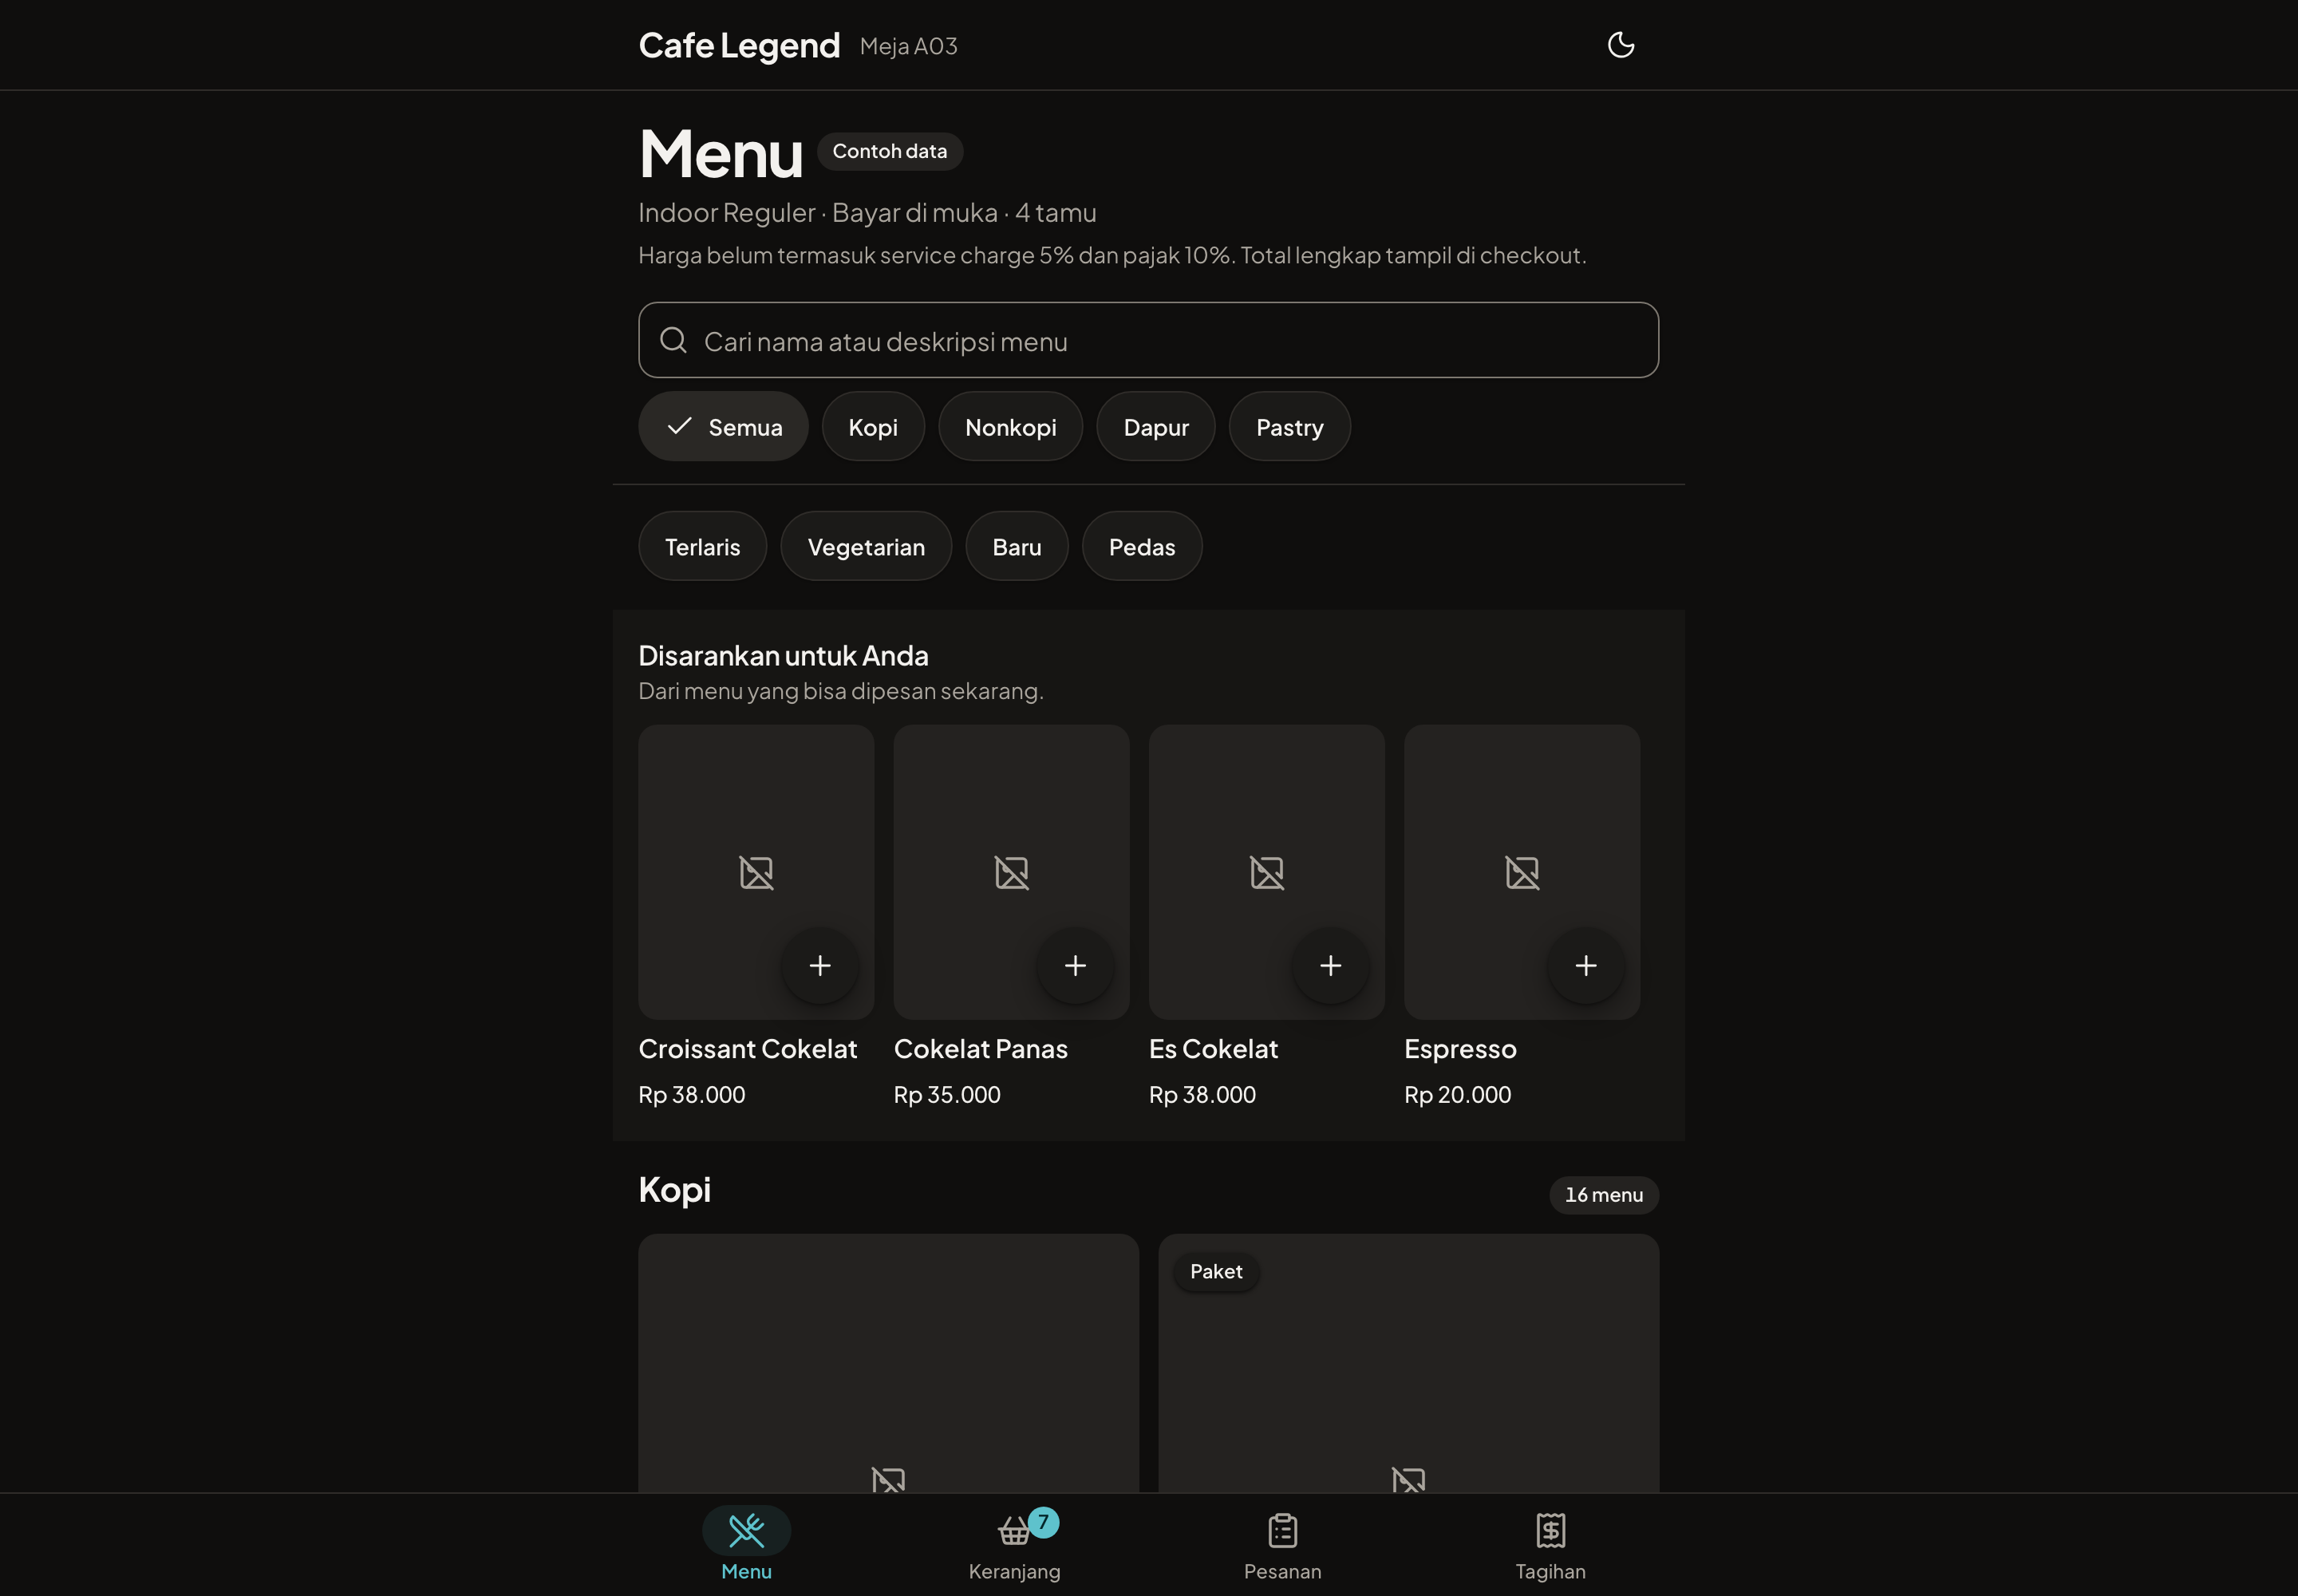 Cafe Legend Meja A03
Menu Contoh data
Indoor Reguler · Bayar di muka · 4 tamu
Harga belum termasuk service charge 5% dan pajak 10%. Total lengkap tampil di checkout.
Cari nama atau deskripsi menu
Semua Kopi Nonkopi Dapur Pastry
Terlaris Vegetarian Baru Pedas
Disarankan untuk Anda
Dari menu yang bisa dipesan sekarang.
Croissant Cokelat
Rp 38.000
Cokelat Panas
Rp 35.000
Es Cokelat
Rp 38.000
Espresso
Rp 20.000
Kopi 16 menu
Paket
Menu
7
Keranjang
Pesanan
Tagihan